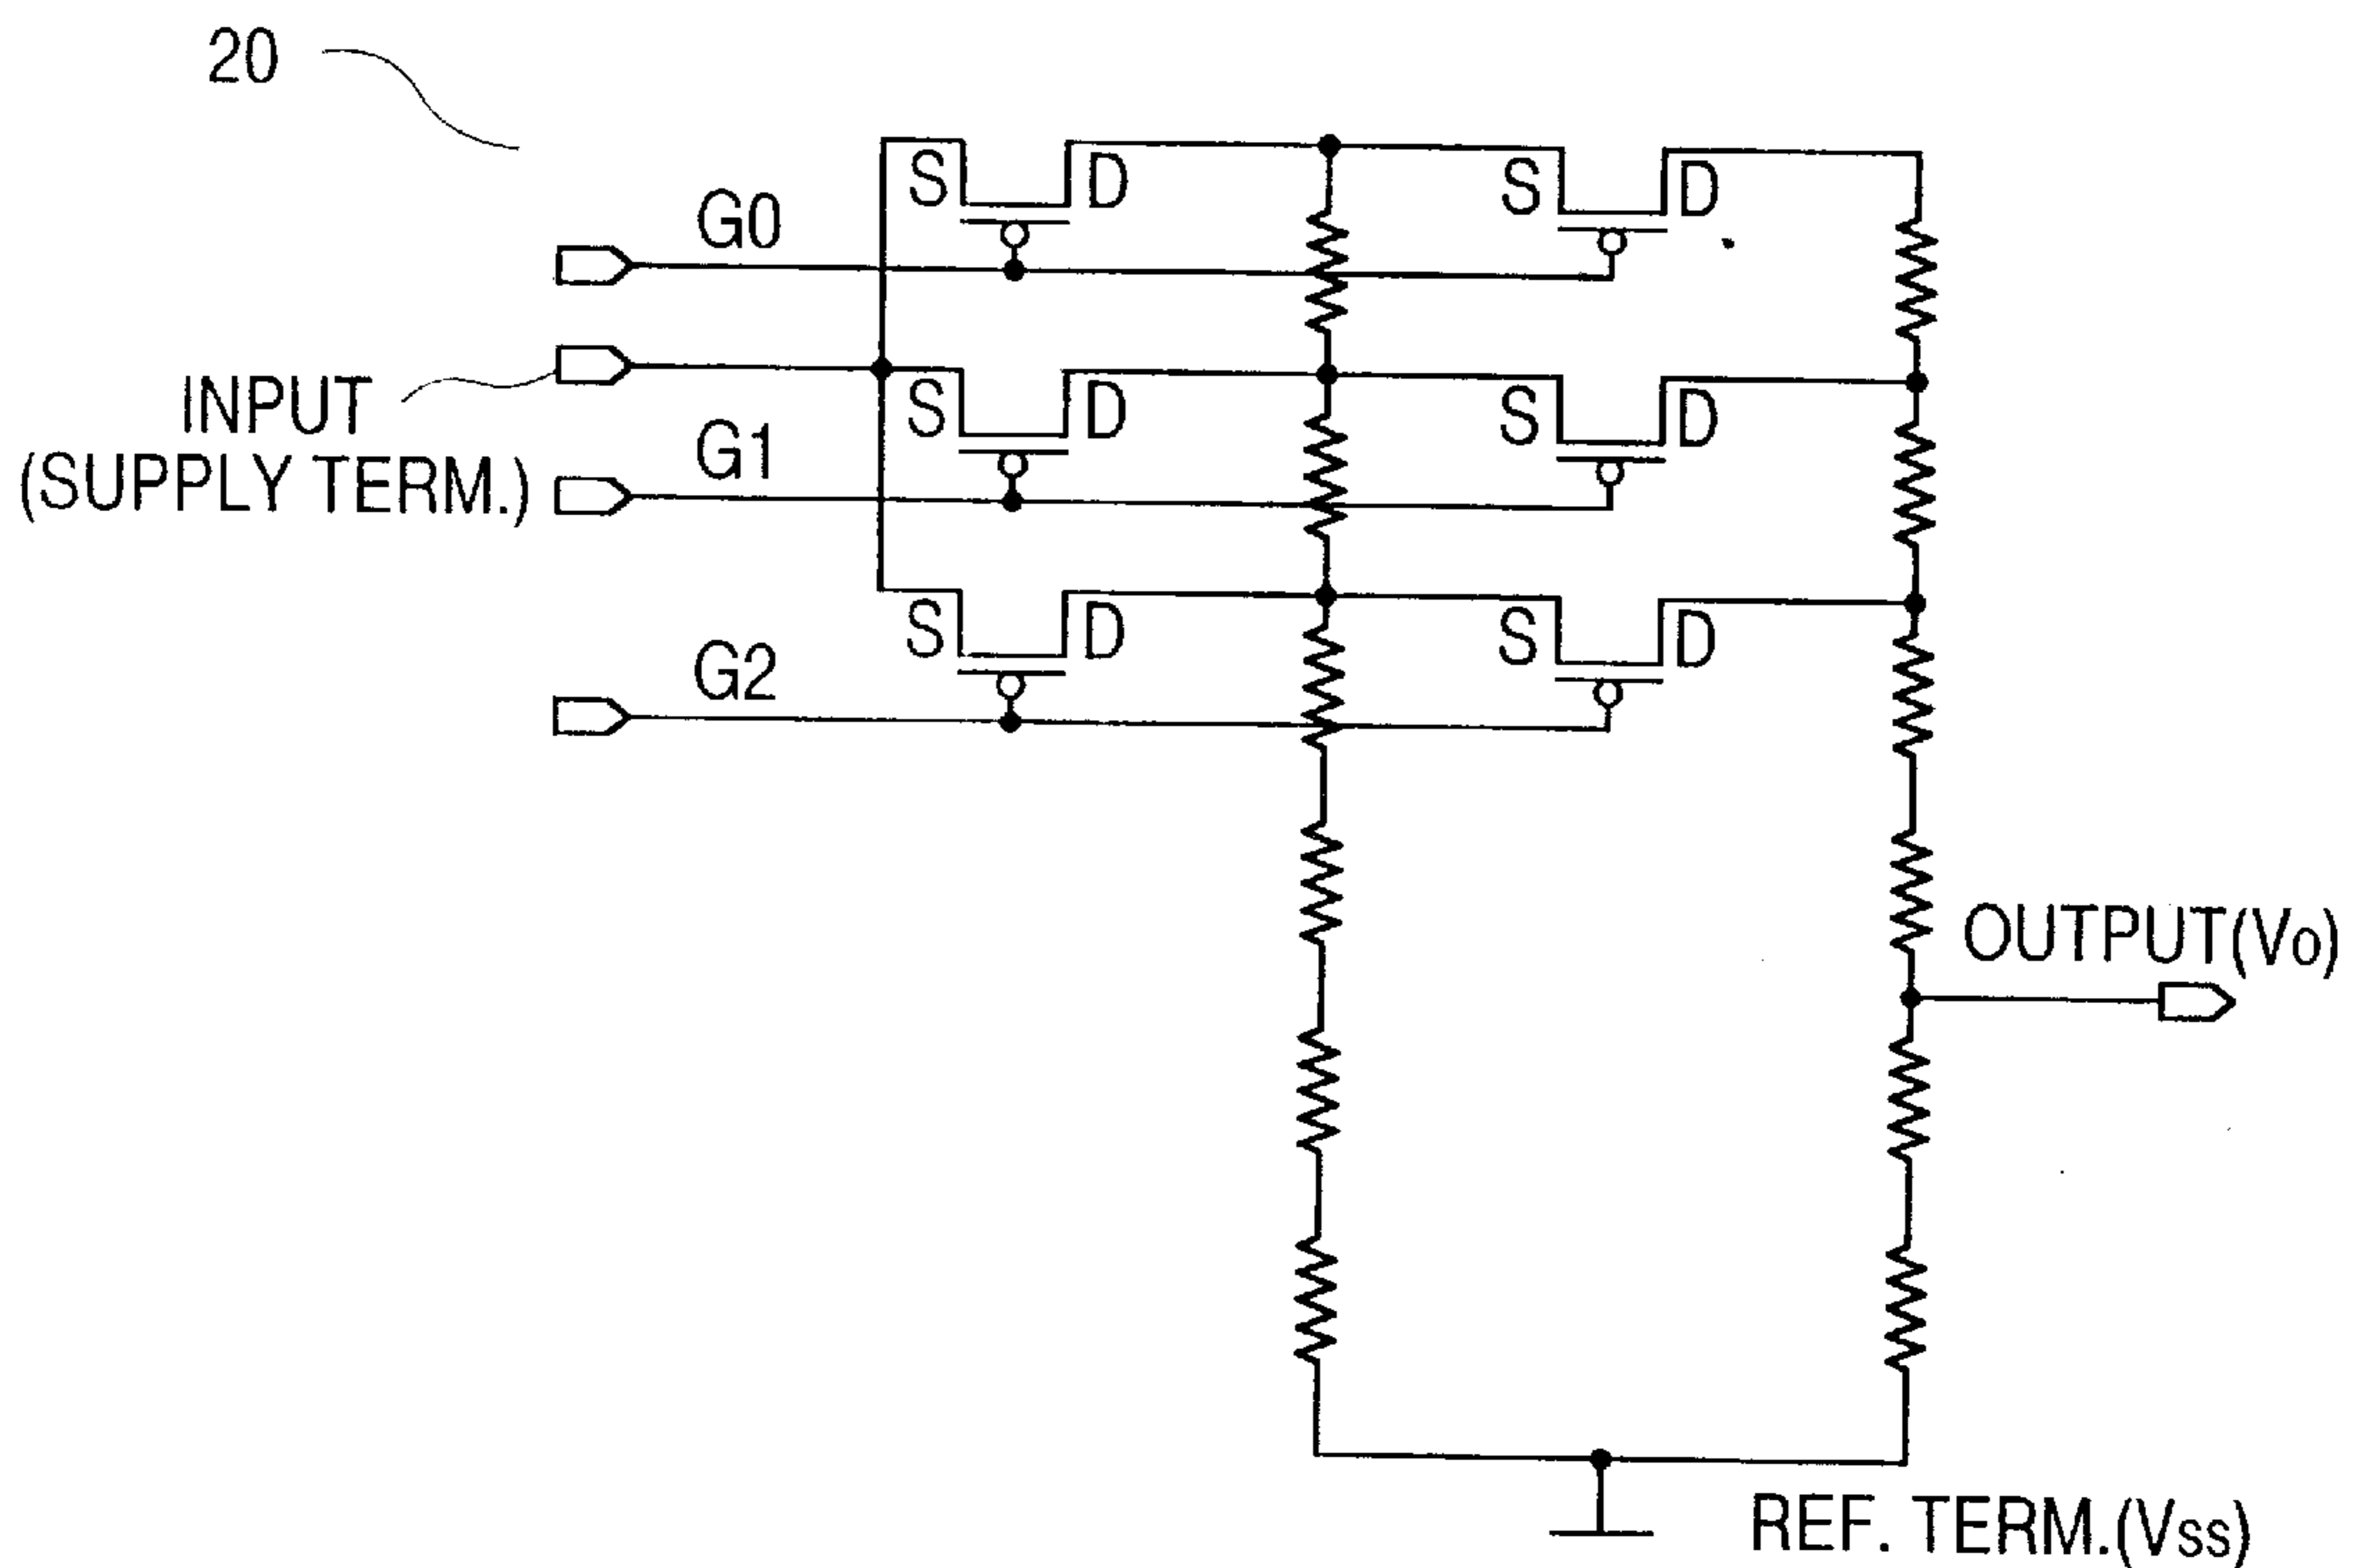 20
S D S D
G0
INPUT
(SUPPLY TERM.)
S D S D
G1
S D S D
G2
OUTPUT(Vo)
REF. TERM.(Vss)